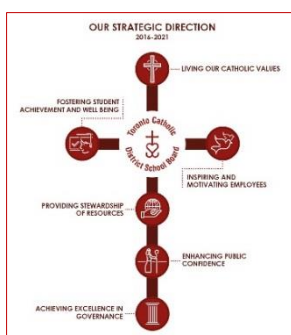 OUR STRATEGIC DIRECTION
2016-2021
LIVING OUR CATHOLIC VALUES
FOSTERING STUDENT
ACHIEVEMENT AND WELL BEING
Toronto Catholic
District School Board
INSPIRING AND
MOTIVATING EMPLOYEES
PROVIDING STEWARDSHIP
OF RESOURCES
ENHANCING PUBLIC
CONFIDENCE
ACHIEVING EXCELLENCE IN
GOVERNANCE